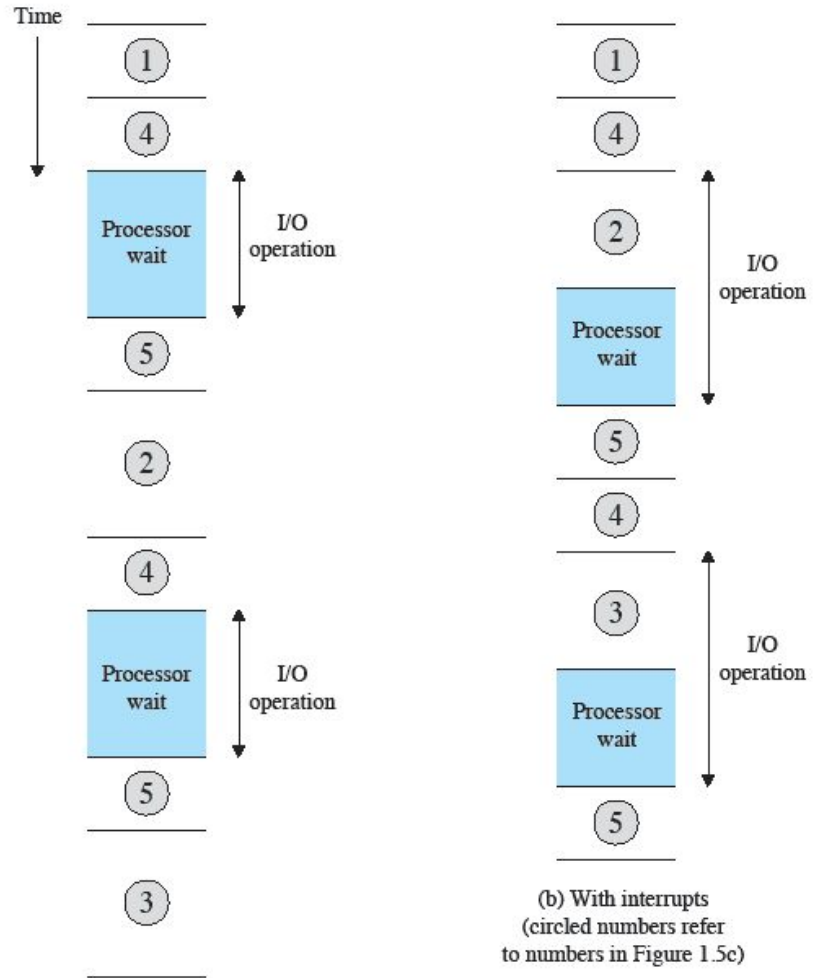 Time
1
4
Processor
wait
I/O
operation
5
2
4
Processor
wait
I/O
operation
5
3
1
4
2
I/O
operation
Processor
wait
5
4
3
I/O
operation
Processor
wait
5
(b) With interrupts
(circled numbers refer
to numbers in Figure 1.5c)